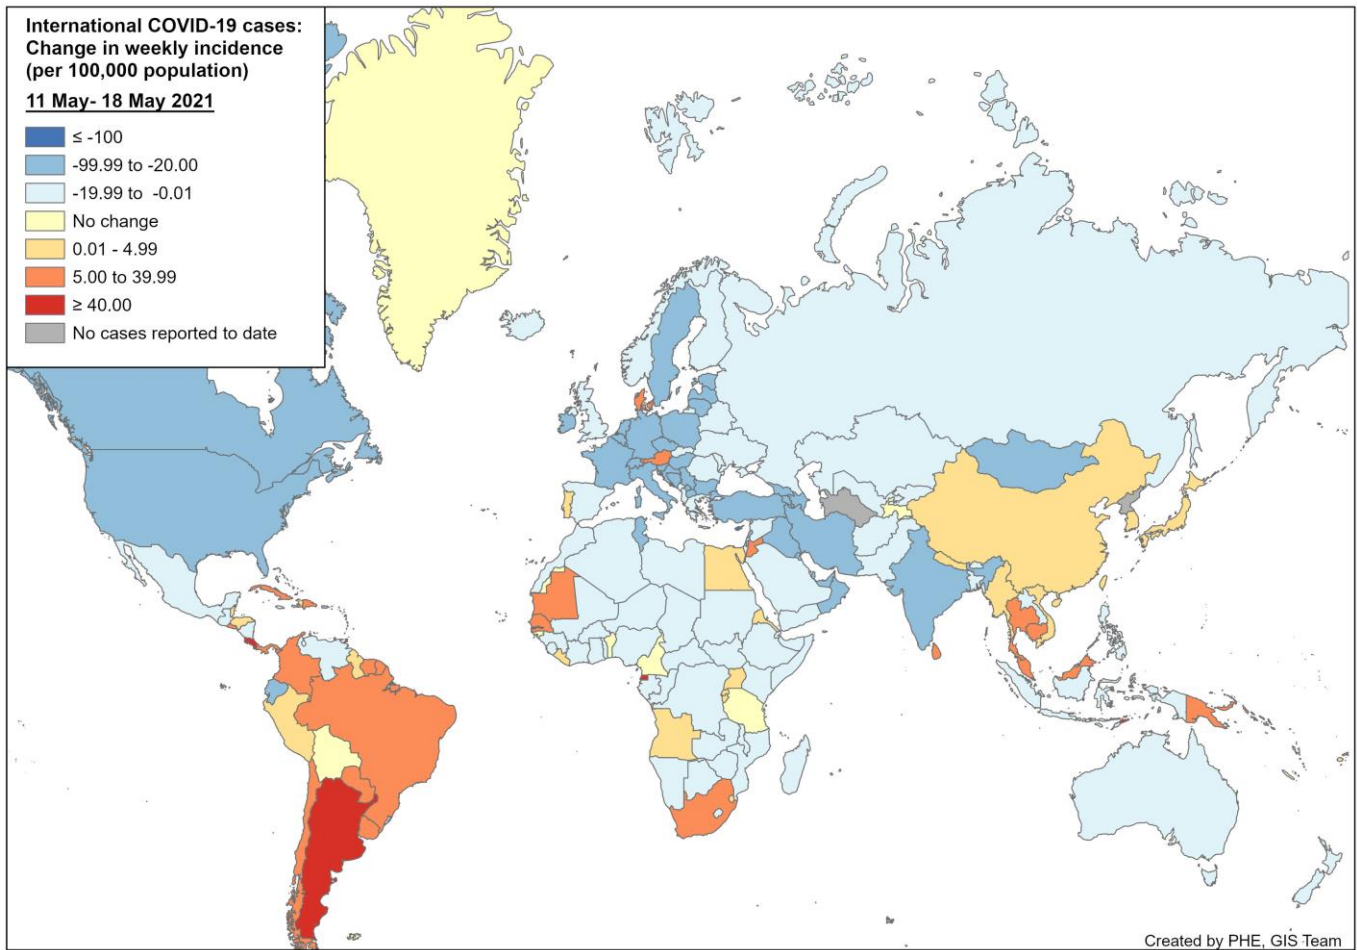 International COVID-19 cases:
Change in weekly incidence
(per 100,000 population)
11 May- 18 May 2021
≤ -100
-99.99 to -20.00
-19.99 to  -0.01
No change
0.01 - 4.99
5.00 to 39.99
≥ 40.00
No cases reported to date
Created by PHE, GIS Team